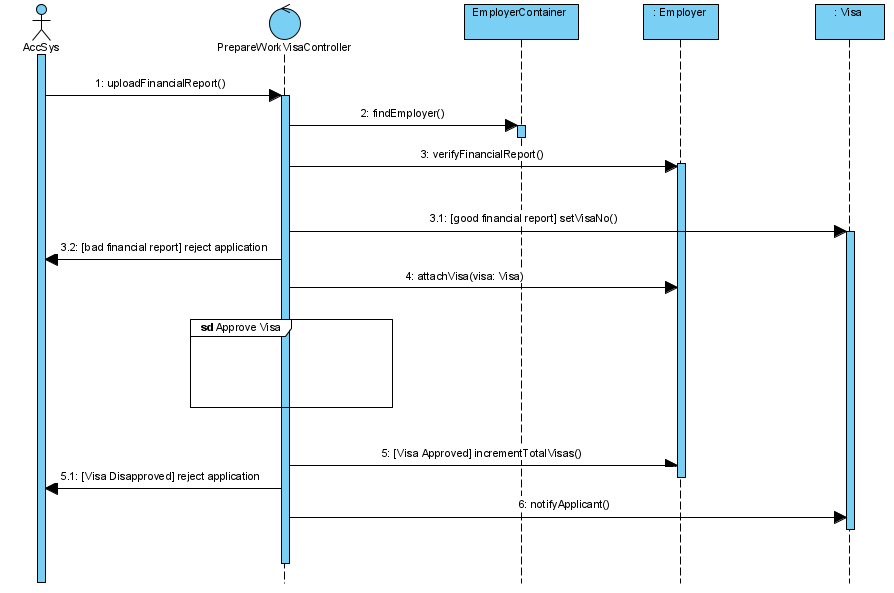 EmployerContainer
: Employer
: Visa
AccSys
PrepareWorkVisaController
1: uploadFinancialReport()
2: findEmployer()
3: verifyFinancialReport()
3.1: [good financial report] setVisaNo()
3.2: [bad financial report] reject application
4: attachVisa(visa: Visa)
sd Approve Visa
5: [Visa Approved] incrementTotalVisas()
5.1: [Visa Disapproved] reject application
6: notifyApplicant()